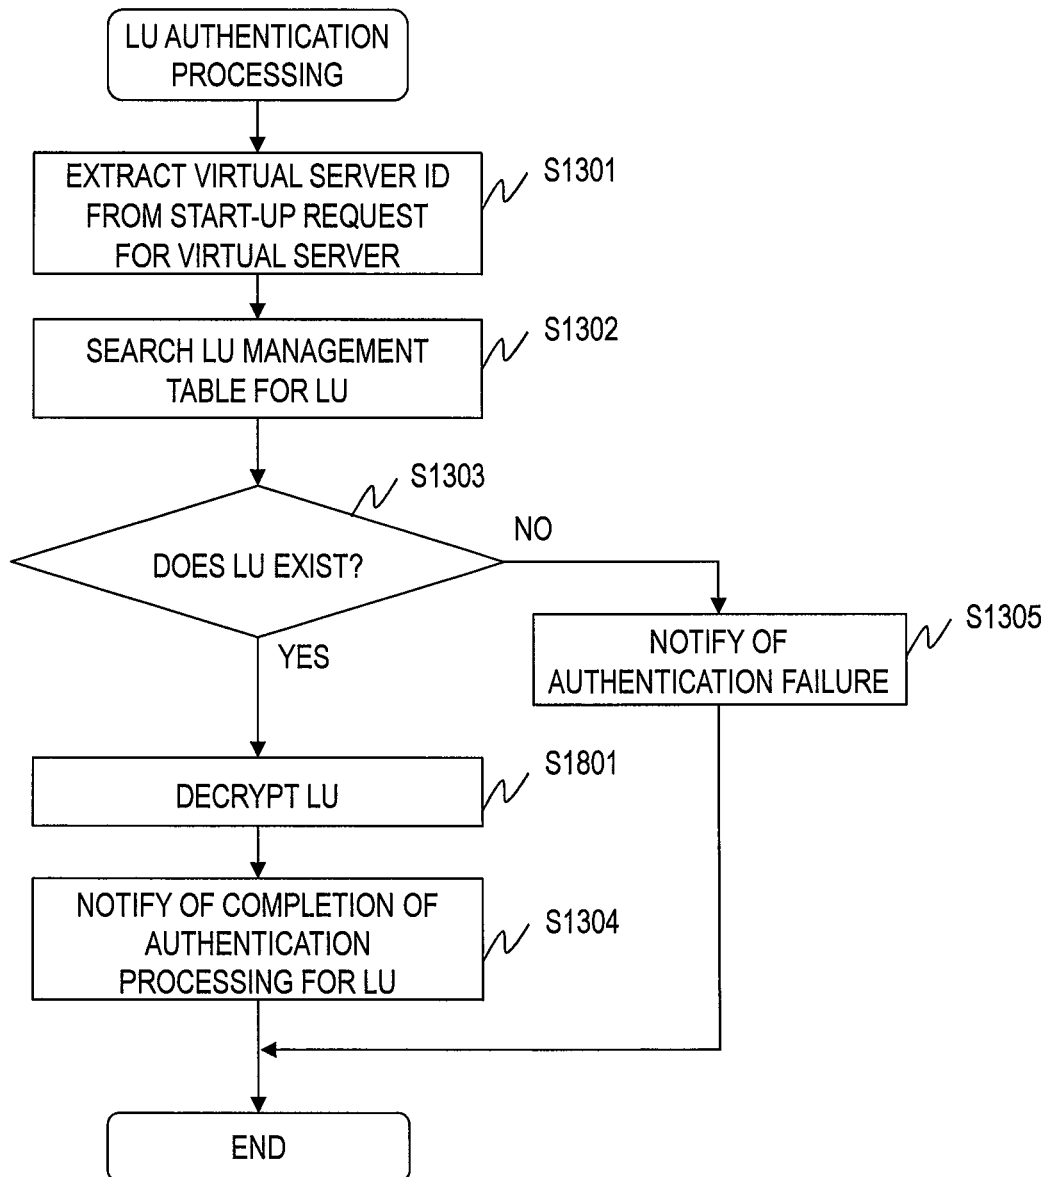 LU AUTHENTICATION
PROCESSING
EXTRACT VIRTUAL SERVER ID
FROM START-UP REQUEST
FOR VIRTUAL SERVER
S1301
SEARCH LU MANAGEMENT
TABLE FOR LU
S1302
S1303
DOES LU EXIST?
NO
YES
NOTIFY OF
AUTHENTICATION FAILURE
S1305
DECRYPT LU
S1801
NOTIFY OF COMPLETION OF
AUTHENTICATION
PROCESSING FOR LU
S1304
END